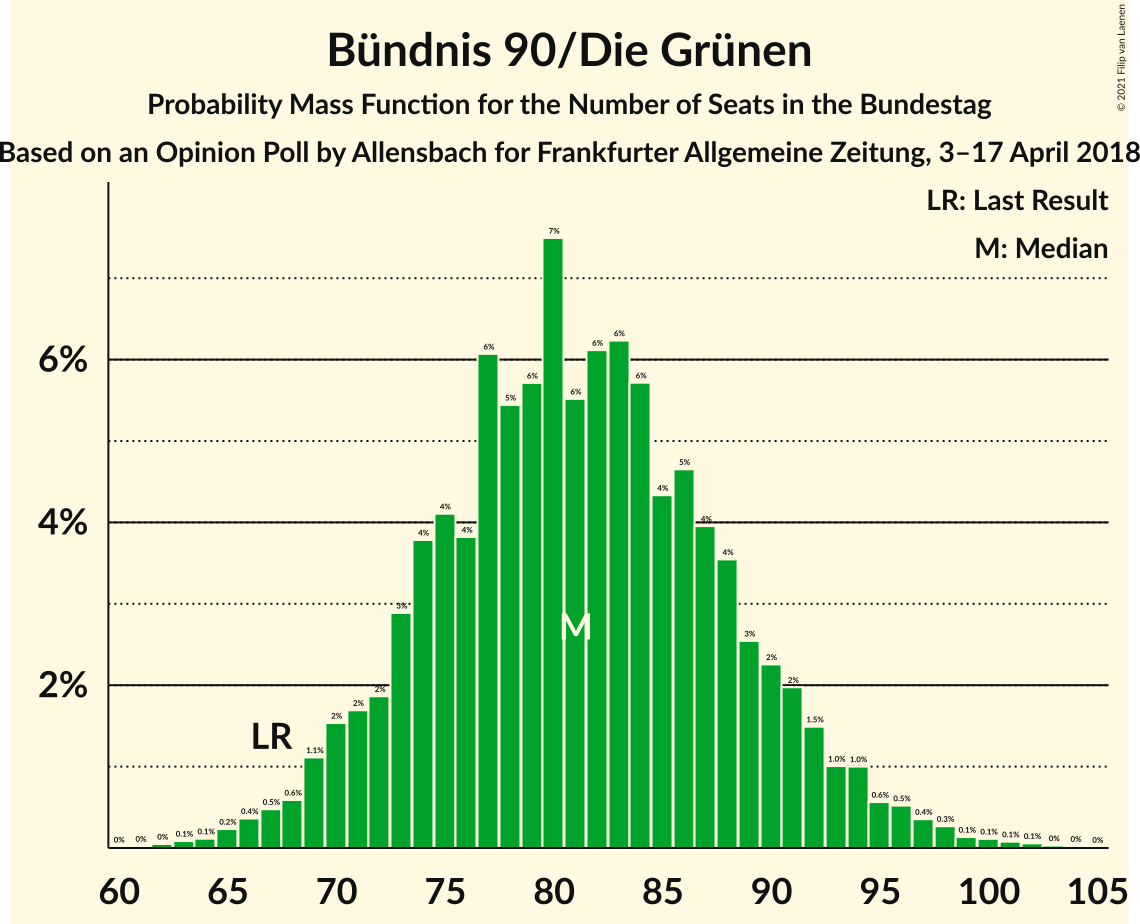 Bündnis 90/Die Grünen
Probability Mass Function for the Number of Seats in the Bundestag
Based on an Opinion Poll by Allensbach for Frankfurter Allgemeine Zeitung, 3–17 April 2018
© 2021 Filip van Laenen
LR: Last Result
M: Median
7%
6% 6% 6%
6%
6% 5% 6% 6% 6%
5%
4% 4%
4%
4% 4% 4% 4%
3%
M
3%
2%
2% 2% 2% 2%
LR
2% 1.5%
1.1% 1.0% 1.0%
0% 0% 0% 0.1% 0.1% 0.2% 0.4% 0.5% 0.6% 0.6% 0.5% 0.4% 0.3% 0.1% 0.1% 0.1% 0.1% 0% 0% 0%
60 65 70 75 80 85 90 95 100 105